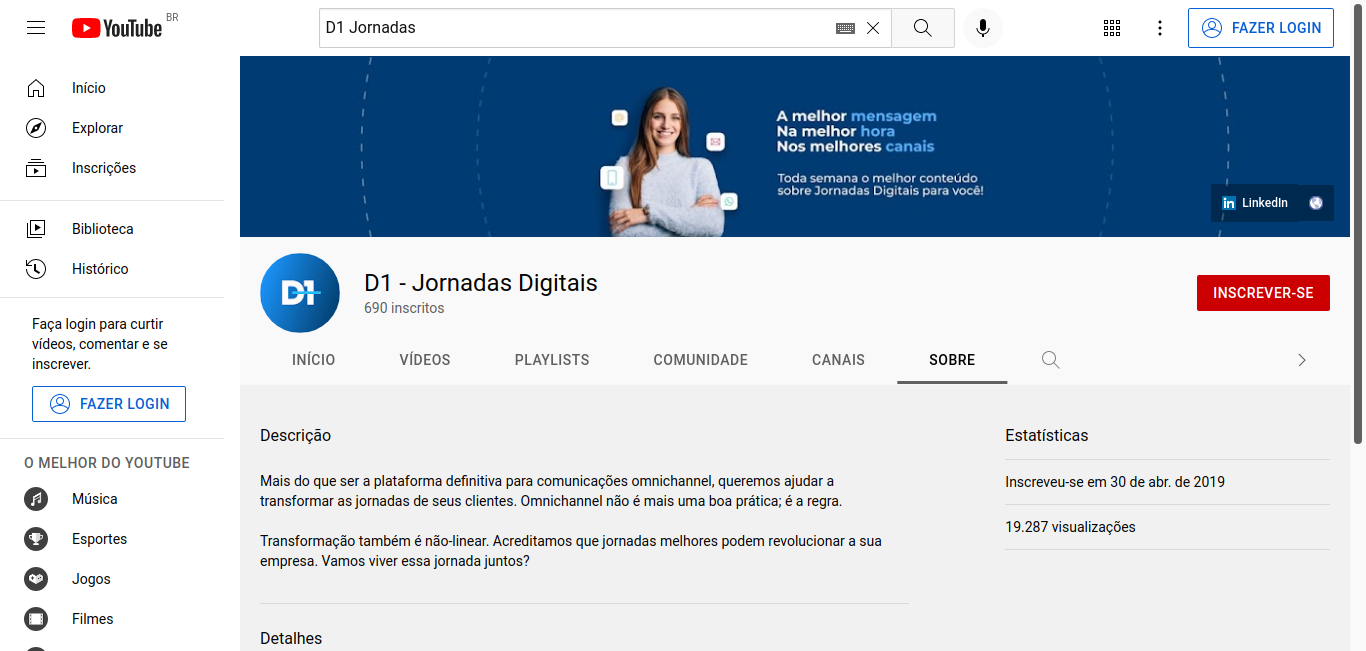 YouTube BR
D1 Jornadas
FAZER LOGIN
Início
Explorar
Inscrições
Biblioteca
Histórico
Faça login para curtir
vídeos, comentar e se
inscrever.
FAZER LOGIN
O MELHOR DO YOUTUBE
Música
Esportes
Jogos
Filmes
A melhor mensagem
Na melhor hora
Nos melhores canais
Toda semana o melhor conteúdo
sobre Jornadas Digitais para você!
in LinkedIn
D1
D1 - Jornadas Digitais
690 inscritos
INSCREVER-SE
INÍCIO VÍDEOS PLAYLISTS COMUNIDADE CANAIS SOBRE
Descrição
Mais do que ser a plataforma definitiva para comunicações omnichannel, queremos ajudar a
transformar as jornadas de seus clientes. Omnichannel não é mais uma boa prática; é a regra.
Transformação também é não-linear. Acreditamos que jornadas melhores podem revolucionar a sua
empresa. Vamos viver essa jornada juntos?
Detalhes
Estatísticas
Inscreveu-se em 30 de abr. de 2019
19.287 visualizações